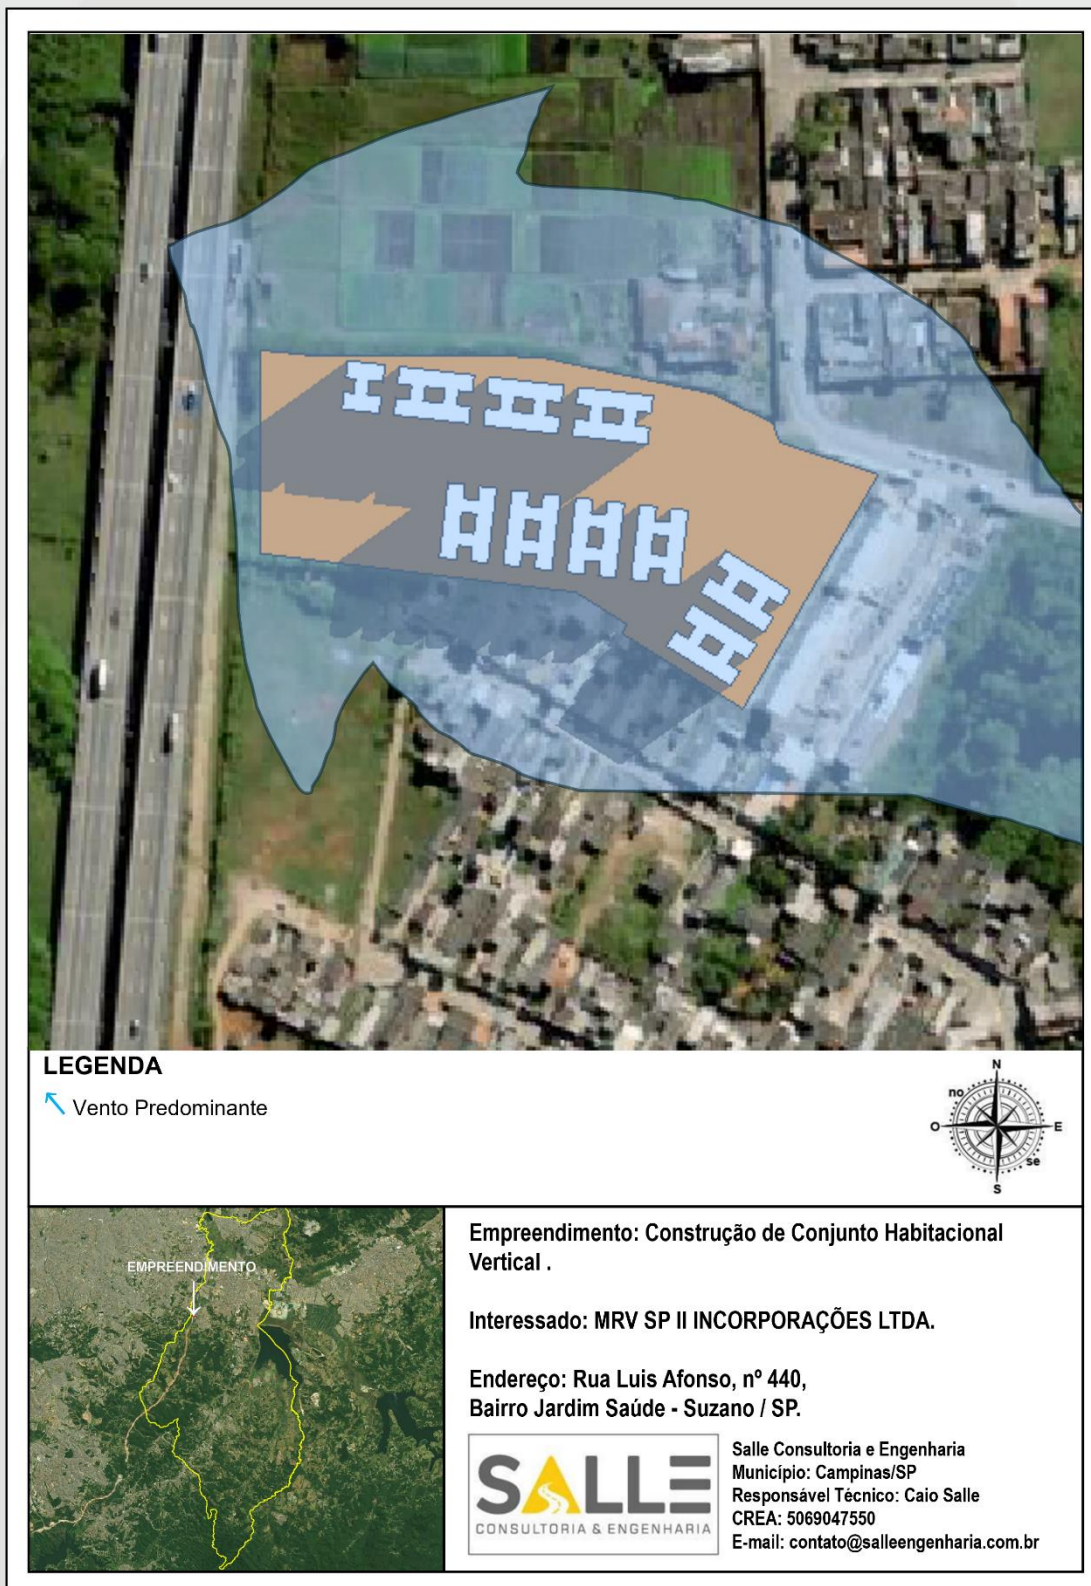 LEGENDA
Vento Predominante
N
no
O
E
se
S
EMPREENDIMENTO
Empreendimento: Construção de Conjunto Habitacional
Vertical .
Interessado: MRV SP II INCORPORAÇÕES LTDA.
Endereço: Rua Luis Afonso, nº 440,
Bairro Jardim Saúde - Suzano / SP.
SALLE
CONSULTORIA & ENGENHARIA
Salle Consultoria e Engenharia
Município: Campinas/SP
Responsável Técnico: Caio Salle
CREA: 5069047550
E-mail: contato@salleengenharia.com.br